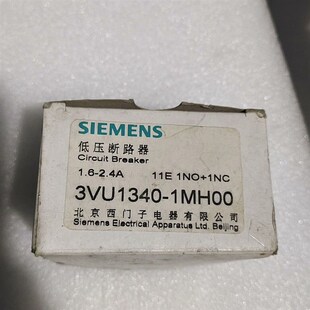 SIEMENS
低压断路器
Circuit Breaker
1.6-2.4A 11E 1NO+1NC
3VU1340-1MH00
北京西门子电器有限公司
Siemens Electrical Apparatus Ltd. Beijing